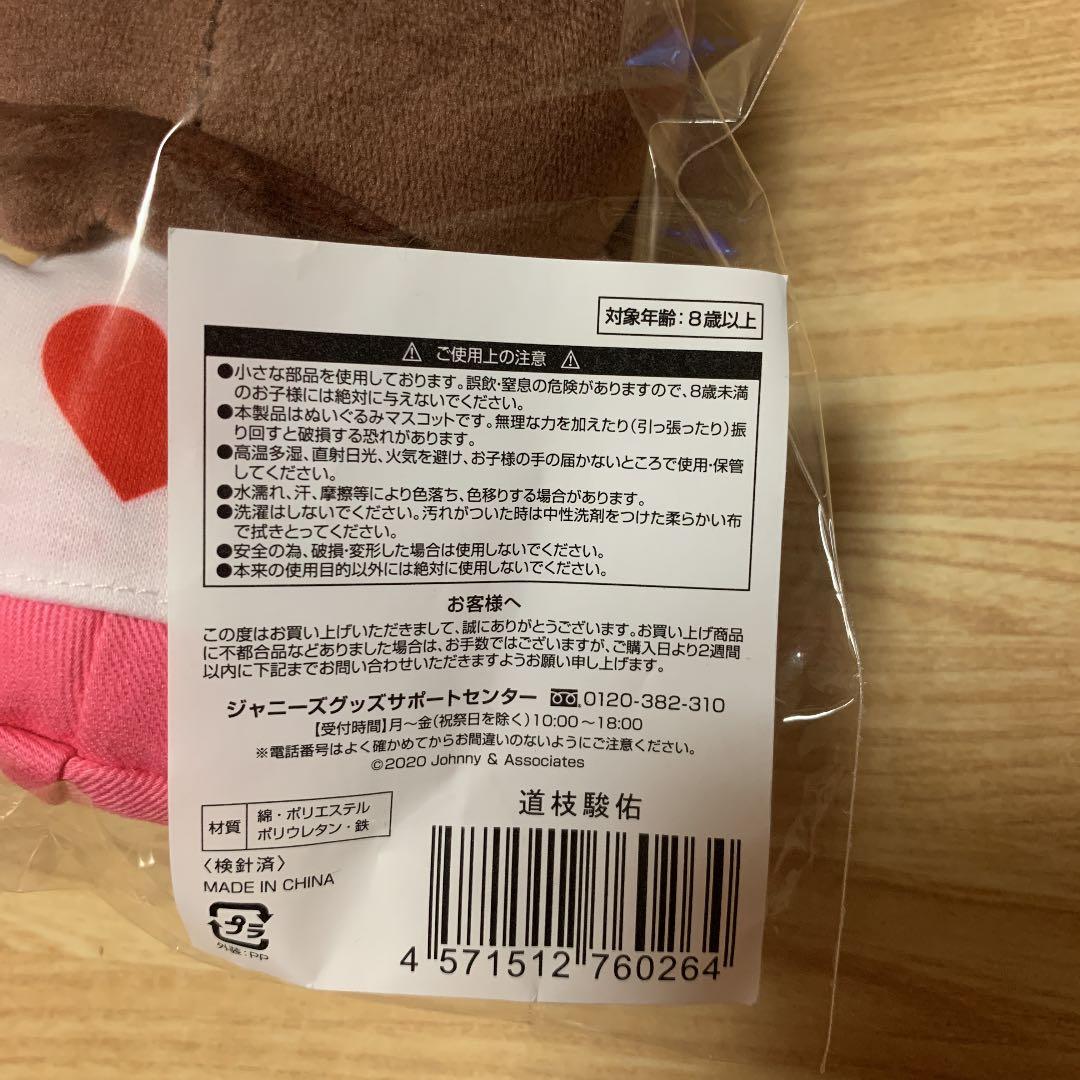 対象年齢：8歳以上
⚠ ご使用上の注意 ⚠
●小さな部品を使用しております。誤飲・窒息の危険がありますので、8歳未満
のお子様には絶対に与えないでください。
●本製品はぬいぐるみマスコットです。無理な力を加えたり（引っ張ったり）振
り回すと破損する恐れがあります。
●高温多湿、直射日光、火気を避け、お子様の手の届かないところで使用・保管
してください。
●水濡れ、汗、摩擦等により色落ち、色移りする場合があります。
●洗濯はしないでください。汚れがついた時は中性洗剤をつけた柔らかい布
で拭きとってください。
●安全の為、破損・変形した場合は使用しないでください。
●本来の使用目的以外には絶対に使用しないでください。
お客様へ
この度はお買い上げいただきまして、誠にありがとうございます。お買い上げ商品
に不都合品などありました場合は、お手数ではございますが、ご購入日より2週間
以内に下記までお問い合わせいただきますようお願い申し上げます。
ジャニーズグッズサポートセンター 0120-382-310
【受付時間】月～金（祝祭日を除く）10:00～18:00
※電話番号はよく確かめてからお間違いのないようにご注意ください。
©2020 Johnny & Associates
材質 綿・ポリエステル
ポリウレタン・鉄
〈検針済〉
MADE IN CHINA
プラ
外装：PP
道枝駿佑
4 571512 760264